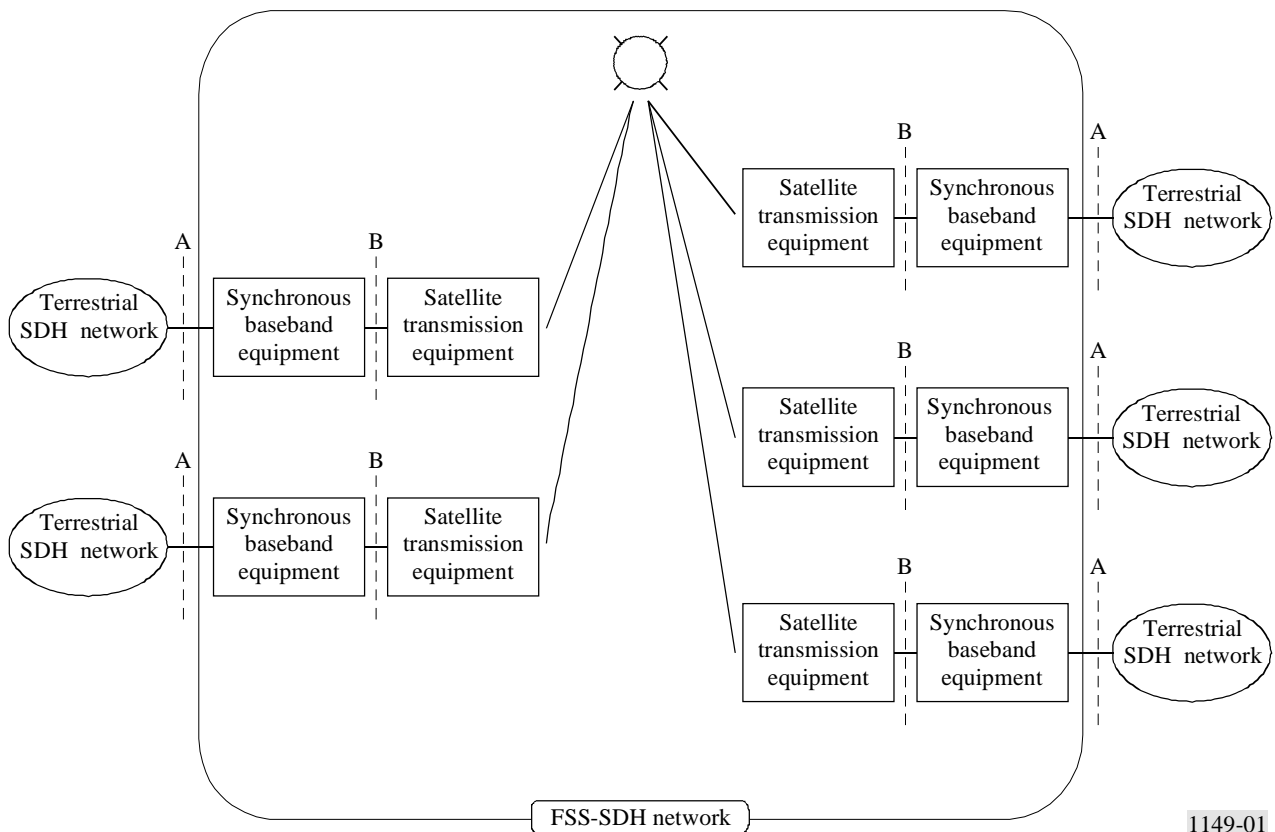 B
A
Satellite
transmission
equipment
Synchronous
baseband
equipment
Terrestrial
SDH network
A
B
Terrestrial
SDH network
Synchronous
baseband
equipment
Satellite
transmission
equipment
B
A
Satellite
transmission
equipment
Synchronous
baseband
equipment
Terrestrial
SDH network
A
B
Terrestrial
SDH network
Synchronous
baseband
equipment
Satellite
transmission
equipment
B
A
Satellite
transmission
equipment
Synchronous
baseband
equipment
Terrestrial
SDH network
FSS-SDH network
1149-01